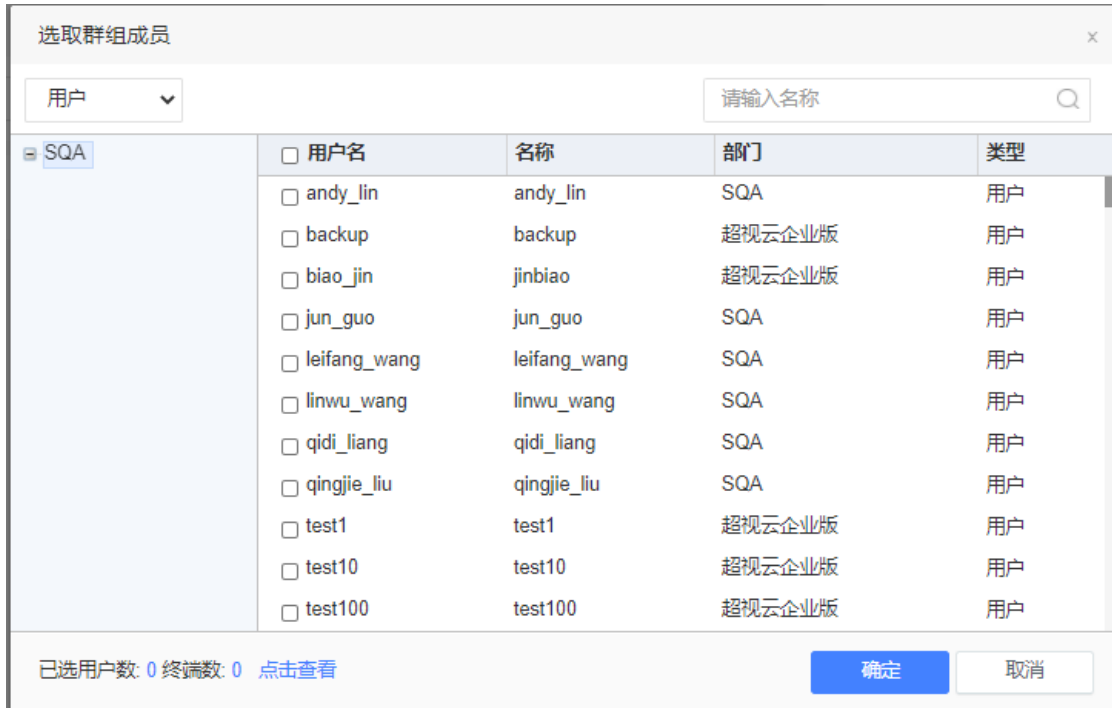 选取群组成员 x
用户 请输入名称
SQA 用户名 名称 部门 类型
andy_lin andy_lin SQA 用户
backup backup 超视云企业版 用户
biao_jin jinbiao 超视云企业版 用户
jun_guo jun_guo SQA 用户
leifang_wang leifang_wang SQA 用户
linwu_wang linwu_wang SQA 用户
qidi_liang qidi_liang SQA 用户
qingjie_liu qingjie_liu SQA 用户
test1 test1 超视云企业版 用户
test10 test10 超视云企业版 用户
test100 test100 超视云企业版 用户
已选用户数: 0 终端数: 0 点击查看 确定 取消